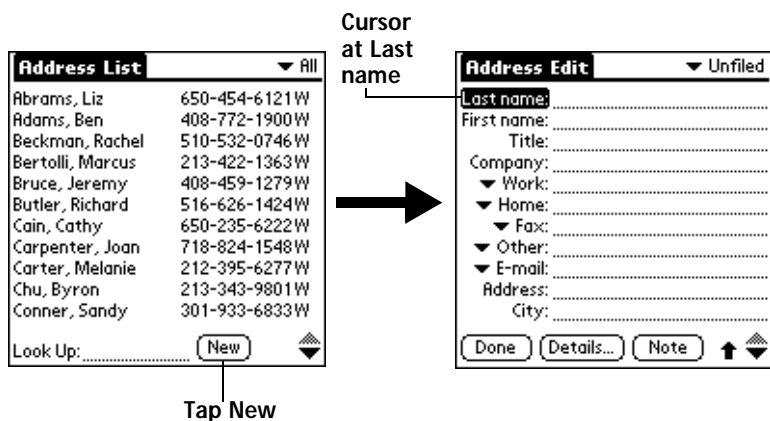 Cursor
at Last
name
Address List ▼ All
Abrams, Liz 650-454-6121W
Adams, Ben 408-772-1900W
Beckman, Rachel 510-532-0746W
Bertolli, Marcus 213-422-1363W
Bruce, Jeremy 408-459-1279W
Butler, Richard 516-626-1424W
Cain, Cathy 650-235-6222W
Carpenter, Joan 718-824-1548W
Carter, Melanie 212-395-6277W
Chu, Byron 213-343-9801W
Conner, Sandy 301-933-6833W
Look Up: New
Tap New
Address Edit ▼ Unfiled
Last name:
First name:
Title:
Company:
▼ Work:
▼ Home:
▼ Fax:
▼ Other:
▼ E-mail:
Address:
City:
Done Details... Note